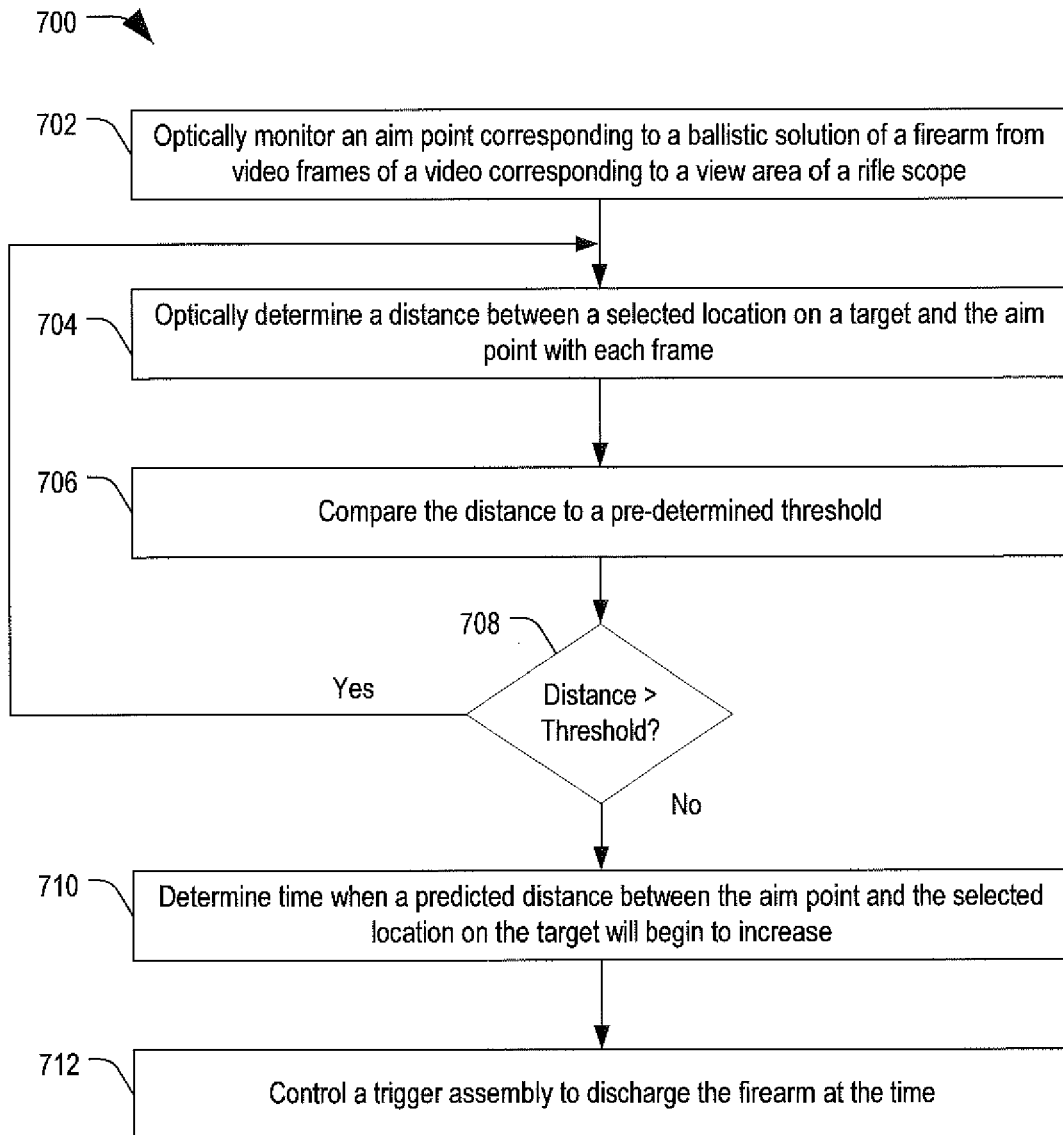 700
702
Optically monitor an aim point corresponding to a ballistic solution of a firearm from
video frames of a video corresponding to a view area of a rifle scope
704
Optically determine a distance between a selected location on a target and the aim
point with each frame
706
Compare the distance to a pre-determined threshold
708
Distance >
Threshold?
Yes
No
710
Determine time when a predicted distance between the aim point and the selected
location on the target will begin to increase
712
Control a trigger assembly to discharge the firearm at the time